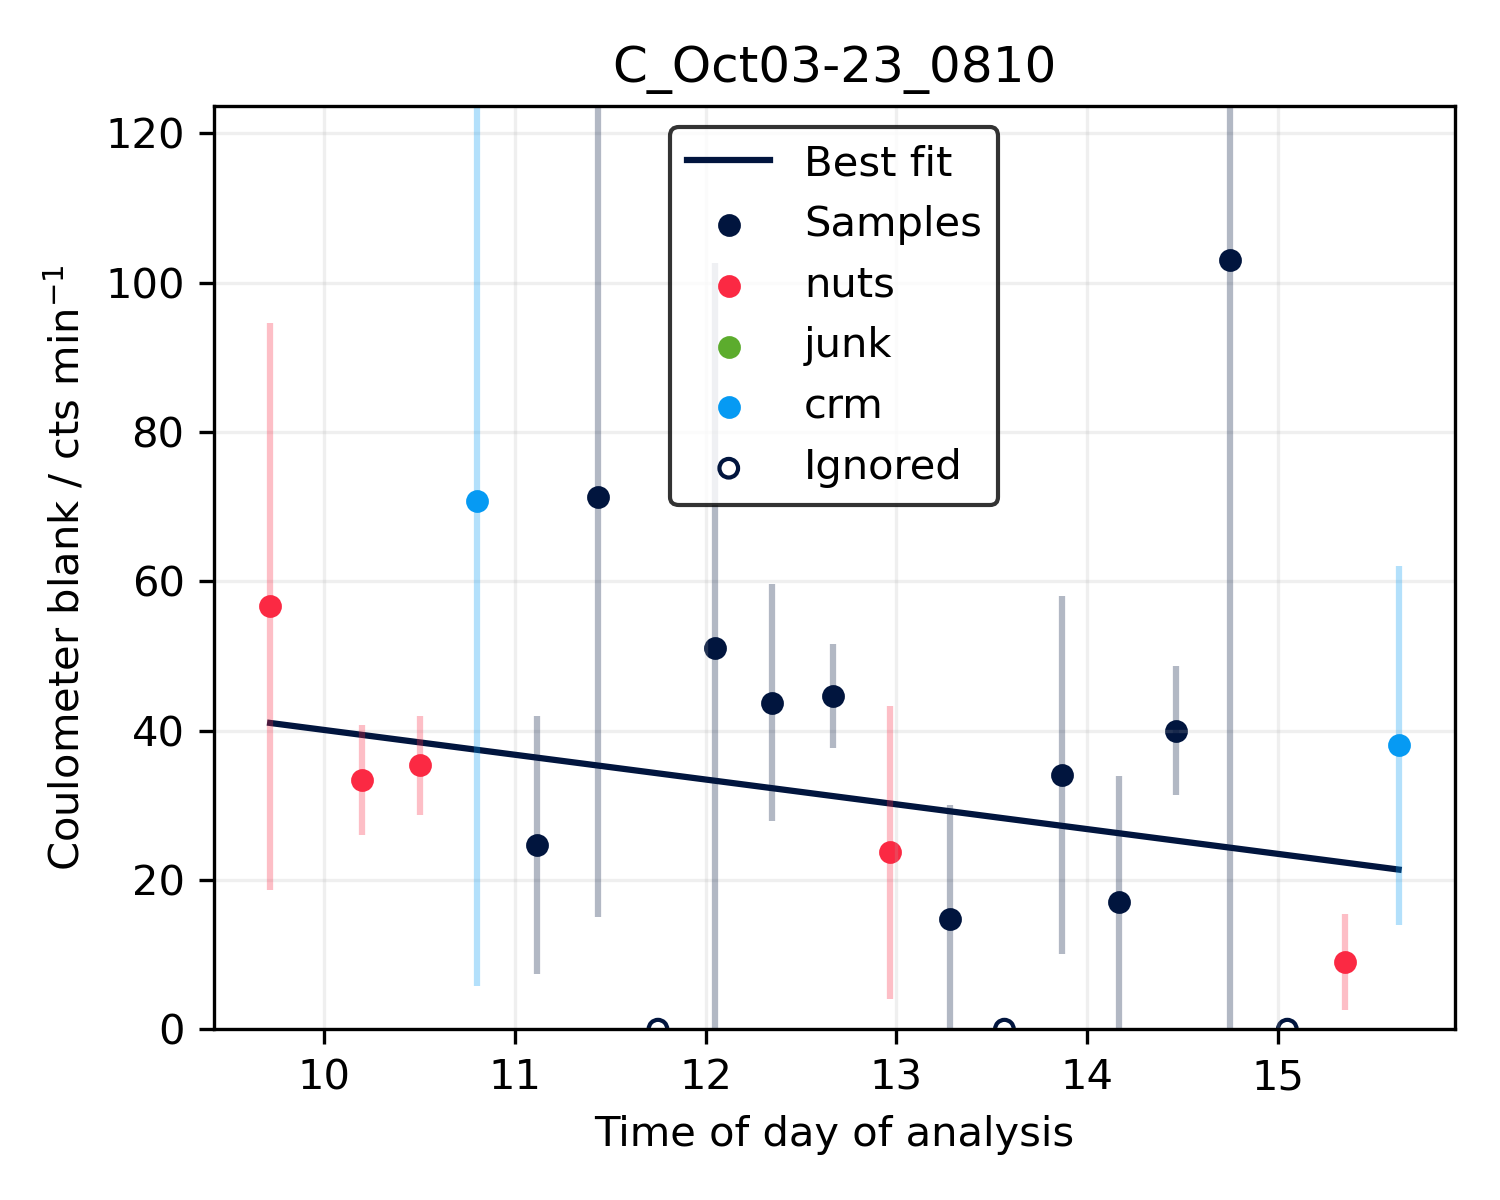 C_Oct03-23_0810
Coulometer blank / cts min⁻¹
120
100
80
60
40
20
0
Best fit
Samples
nuts
junk
crm
Ignored
10 11 12 13 14 15
Time of day of analysis